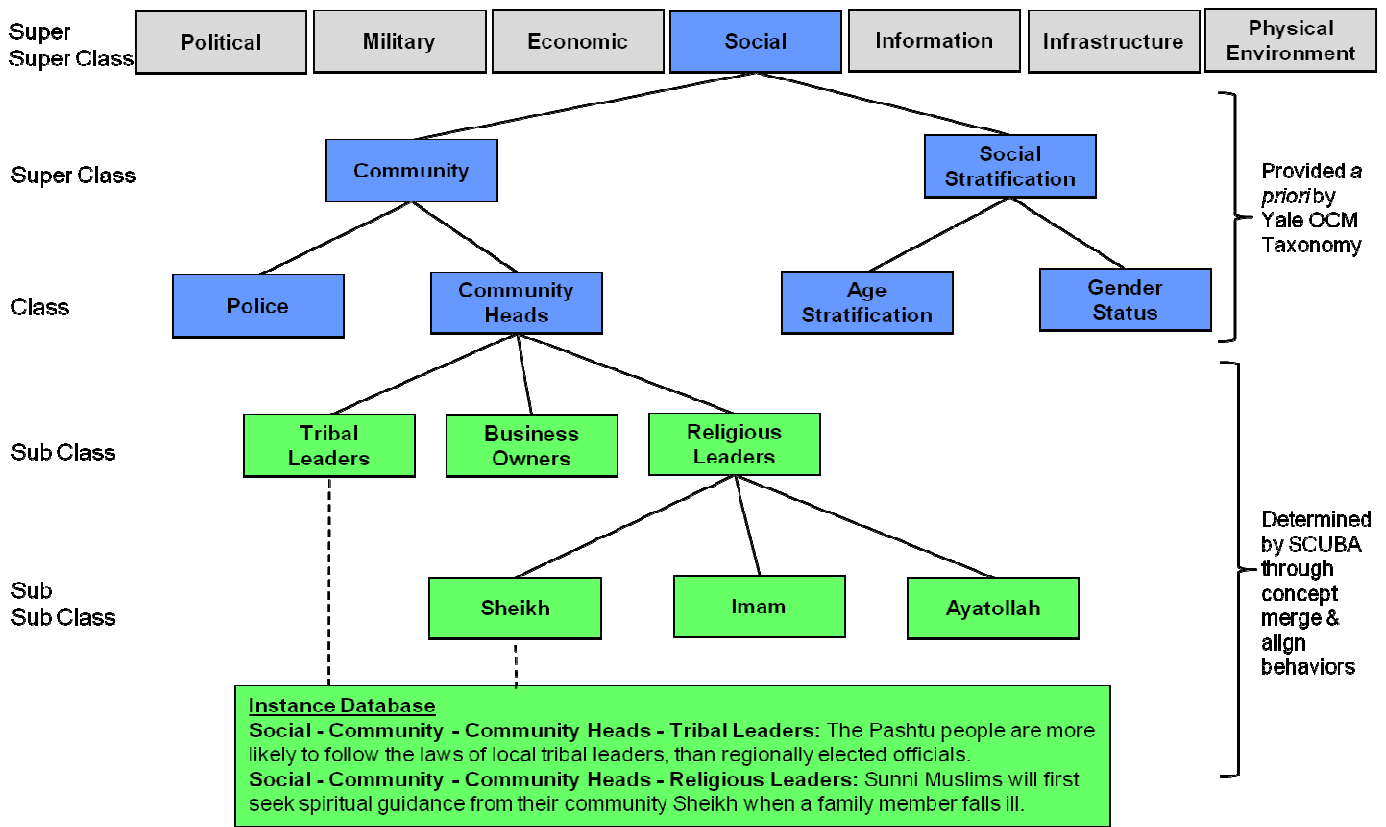 Super
Super Class
Political
Military
Economic
Social
Information
Infrastructure
Physical
Environment
Super Class
Community
Social
Stratification
Provided a
priori by
Yale OCM
Taxonomy
Class
Police
Community
Heads
Age
Stratification
Gender
Status
Sub Class
Tribal
Leaders
Business
Owners
Religious
Leaders
Determined
by SCUBA
through
concept
merge &
align
behaviors
Sub
Sub Class
Sheikh
Imam
Ayatollah
Instance Database
Social - Community - Community Heads - Tribal Leaders: The Pashtu people are more
likely to follow the laws of local tribal leaders, than regionally elected officials.
Social - Community - Community Heads - Religious Leaders: Sunni Muslims will first
seek spiritual guidance from their community Sheikh when a family member falls ill.